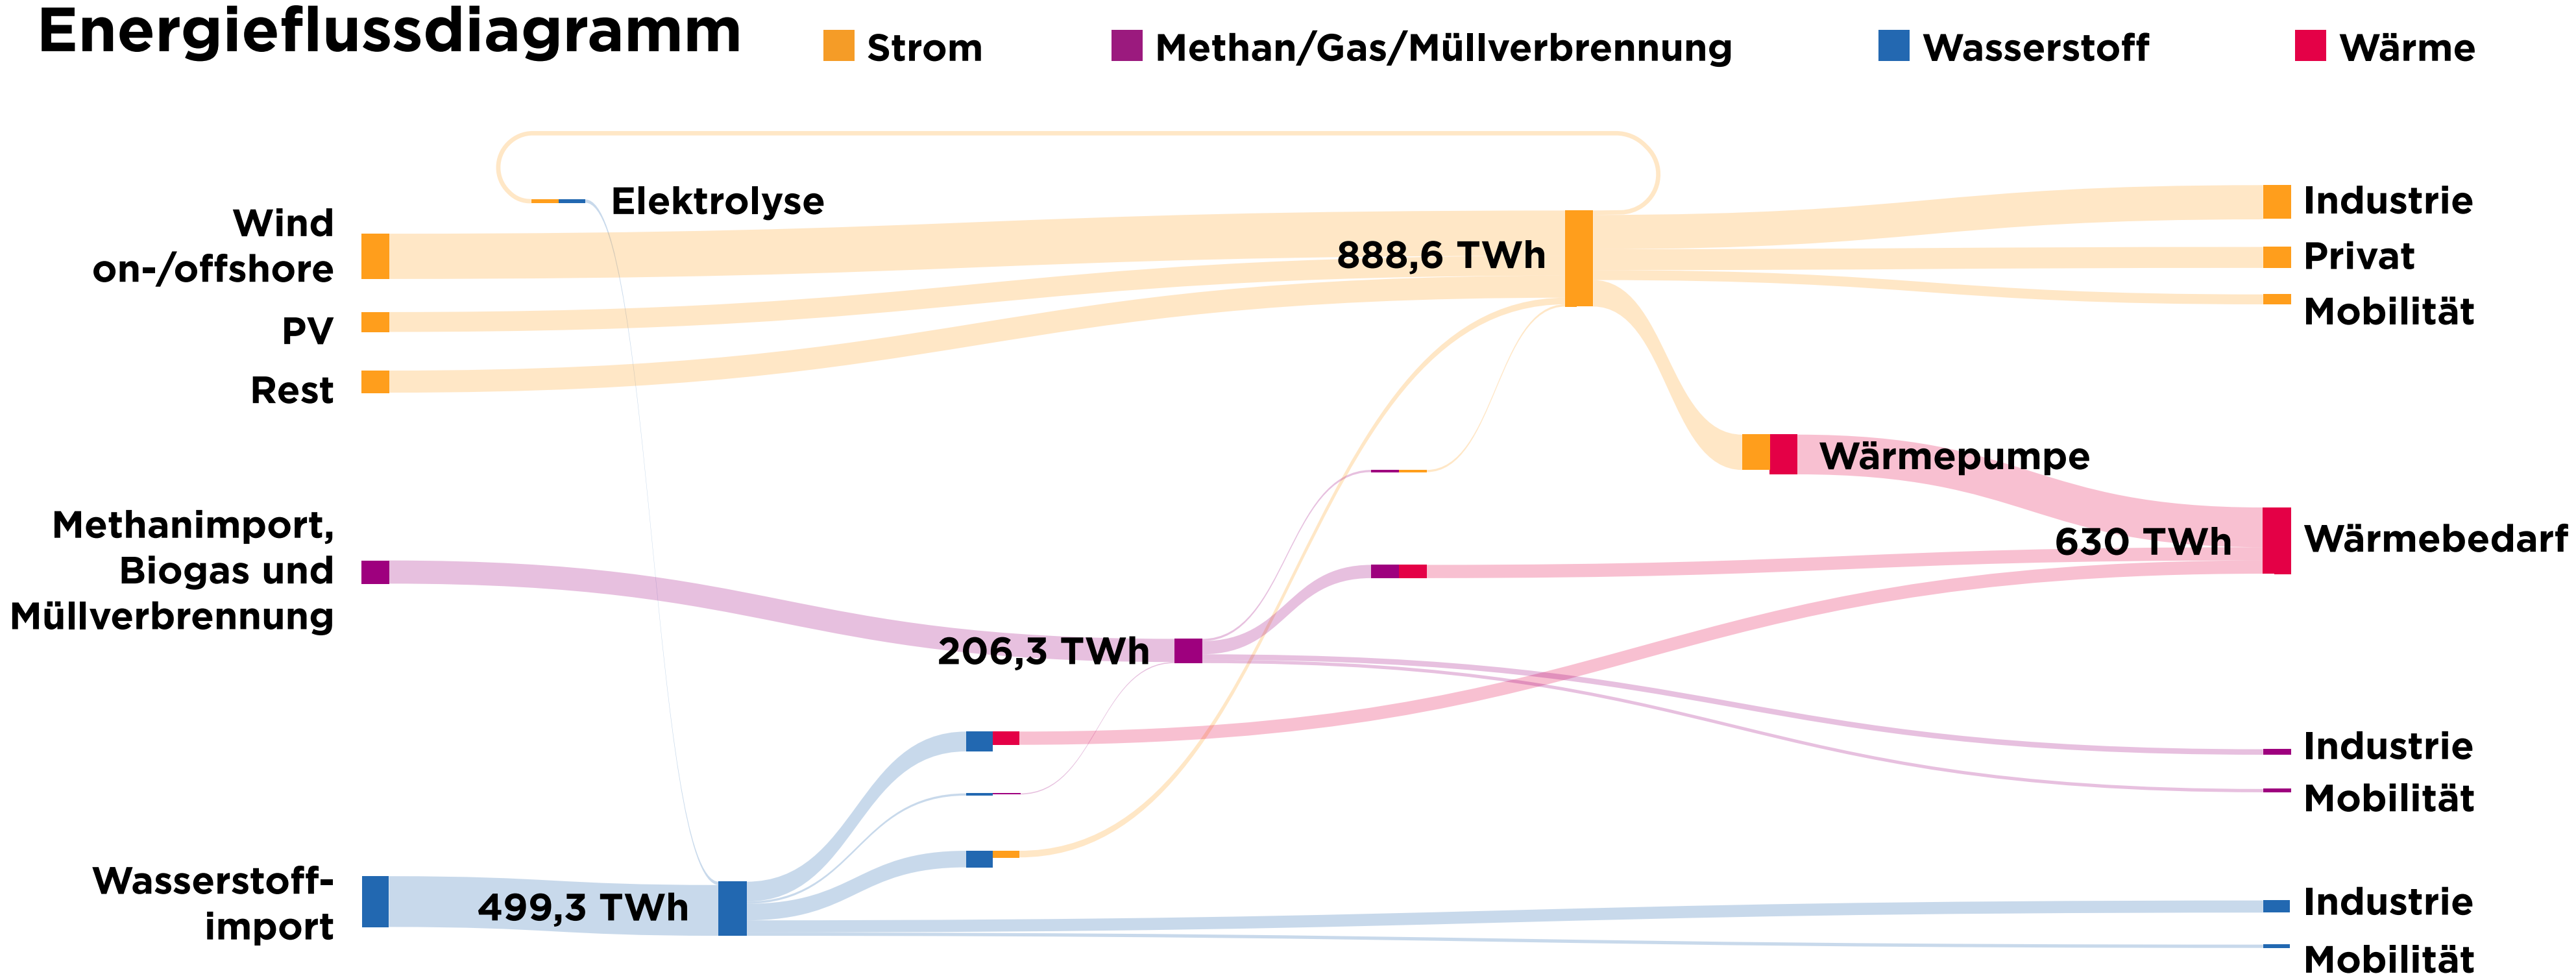 Energieflussdiagramm
Strom
Methan/Gas/Müllverbrennung
Wasserstoff
Wärme
Elektrolyse
Wind
on-/offshore
PV
Rest
888,6 TWh
Industrie
Privat
Mobilität
Wärmepumpe
Methanimport,
Biogas und
Müllverbrennung
206,3 TWh
630 TWh
Wärmebedarf
Industrie
Mobilität
Wasserstoff-
import
499,3 TWh
Industrie
Mobilität